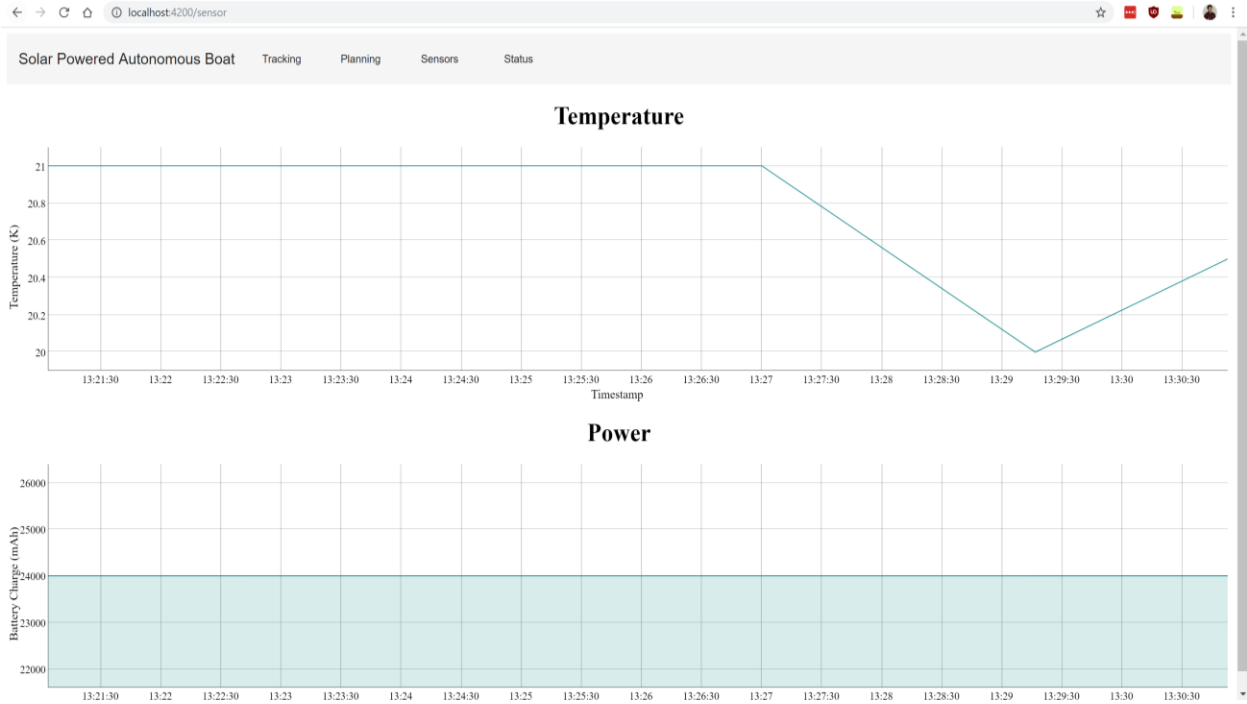 localhost:4200/sensor
Solar Powered Autonomous Boat Tracking Planning Sensors Status
Temperature
21
20.8
20.6
20.4
20.2
20
Temperature (K)
13:21:30 13:22 13:22:30 13:23 13:23:30 13:24 13:24:30 13:25 13:25:30 13:26 13:26:30 13:27 13:27:30 13:28 13:28:30 13:29 13:29:30 13:30 13:30:30
Timestamp
Power
26000
25000
24000
23000
22000
Battery Charge (mAh)
13:21:30 13:22 13:22:30 13:23 13:23:30 13:24 13:24:30 13:25 13:25:30 13:26 13:26:30 13:27 13:27:30 13:28 13:28:30 13:29 13:29:30 13:30 13:30:30